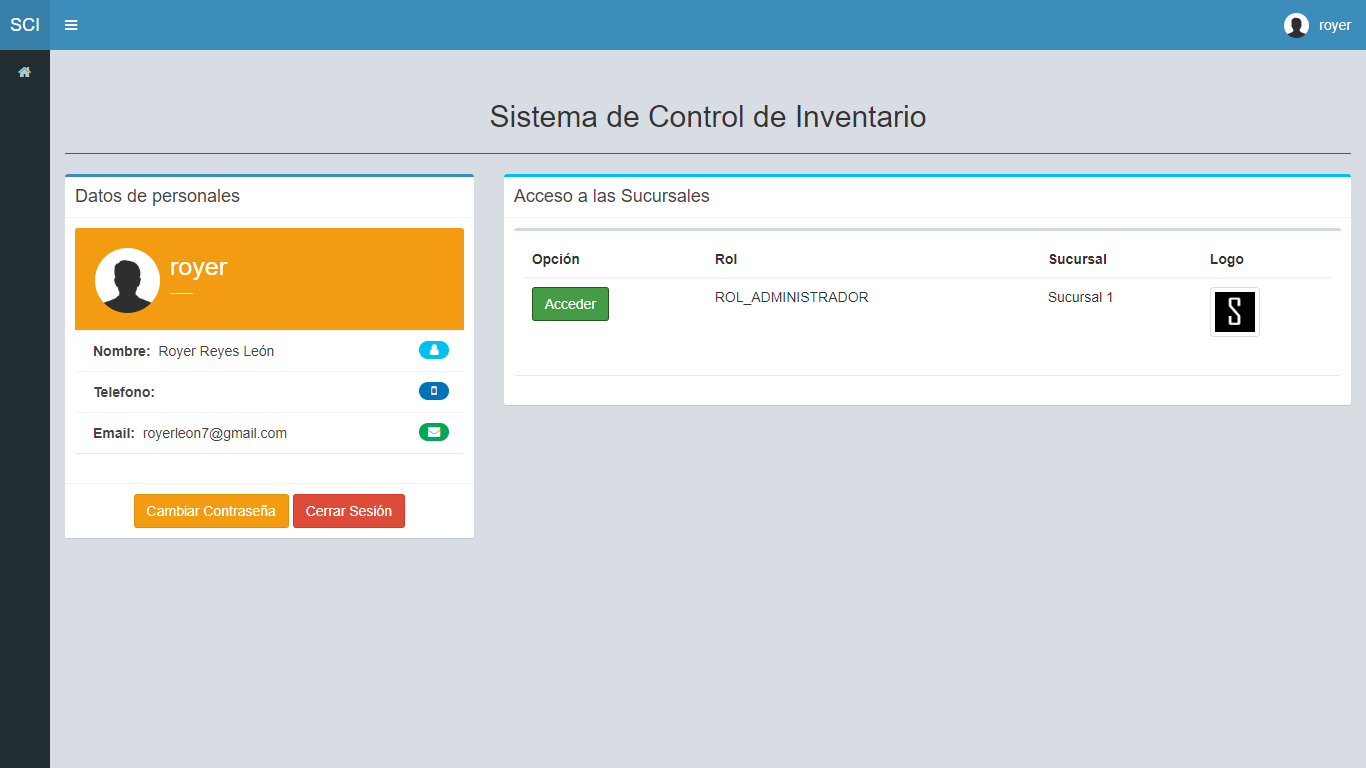 SCI
royer
Sistema de Control de Inventario
Datos de personales
royer
-----
Nombre: Royer Reyes León
Telefono:
Email: royerleon7@gmail.com
Cambiar Contraseña Cerrar Sesión
Acceso a las Sucursales
Opción Rol Sucursal Logo
Acceder ROL_ADMINISTRADOR Sucursal 1 S